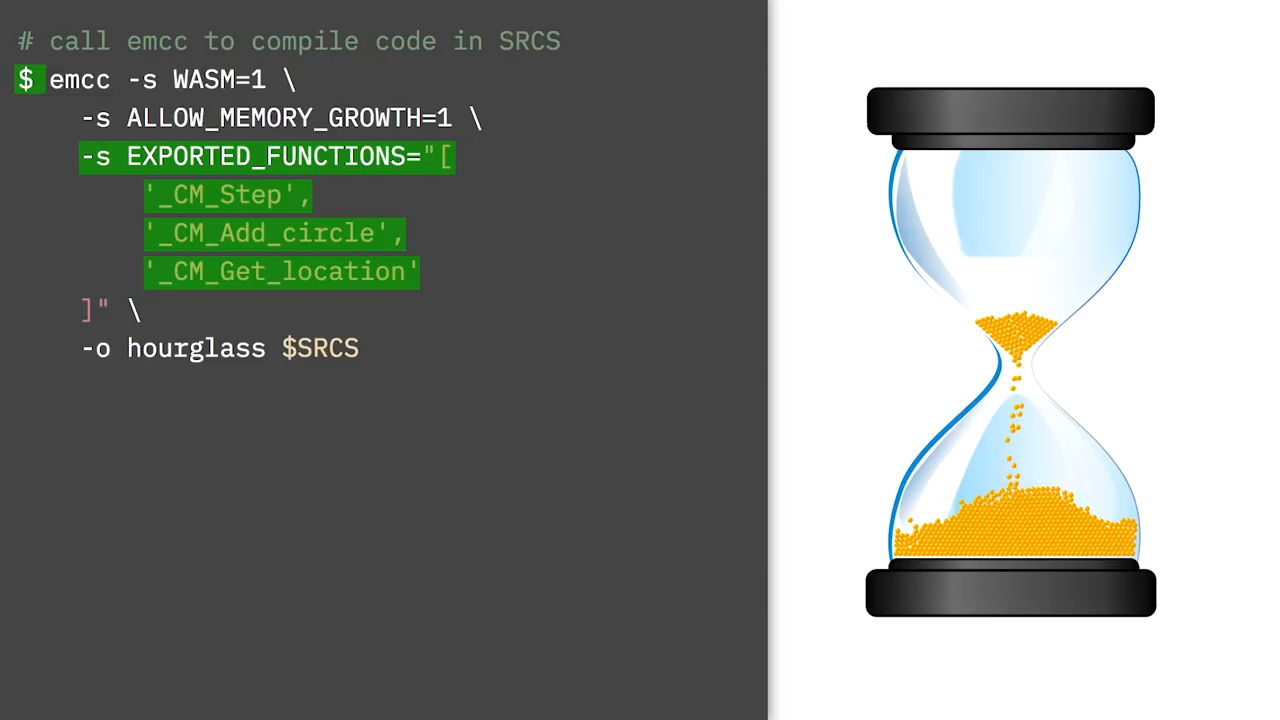 # call emcc to compile code in SRCS
$ emcc -s WASM=1 \
-s ALLOW_MEMORY_GROWTH=1 \
-s EXPORTED_FUNCTIONS="[
'_CM_Step',
'_CM_Add_circle',
'_CM_Get_location'
]" \
-o hourglass $SRCS